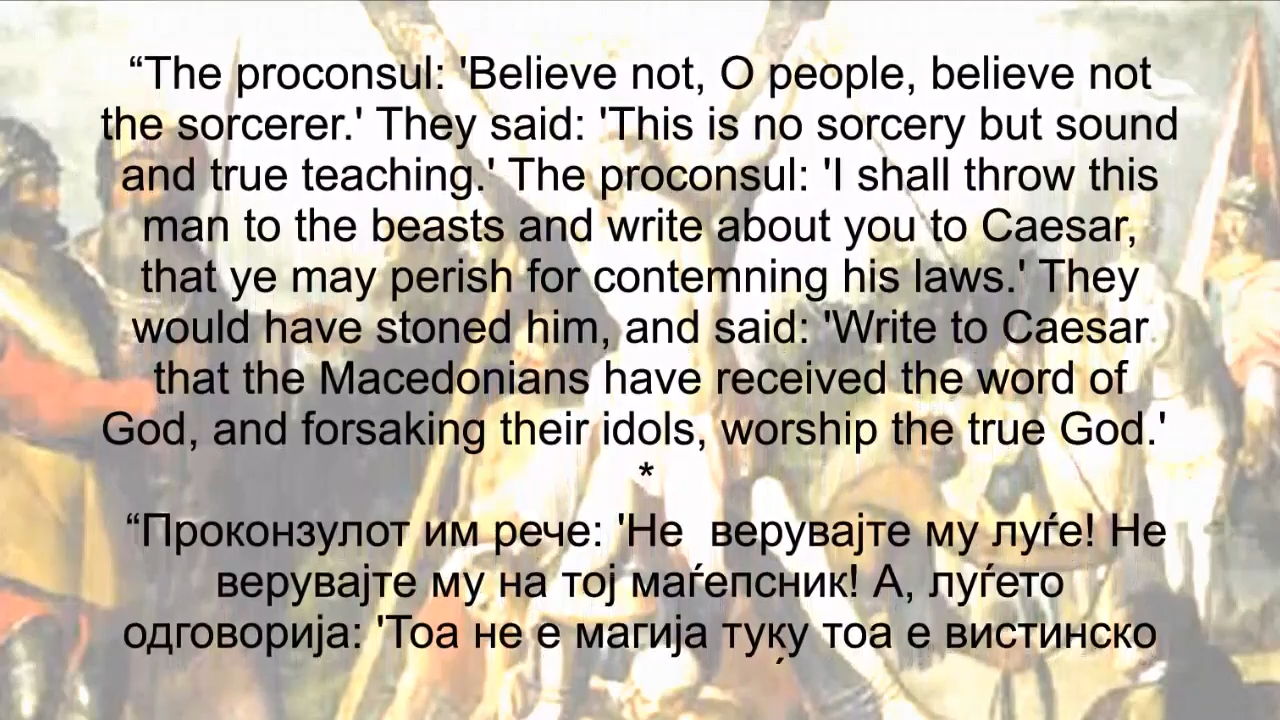 “The proconsul: 'Believe not, O people, believe not
the sorcerer.' They said: 'This is no sorcery but sound
and true teaching.' The proconsul: 'I shall throw this
man to the beasts and write about you to Caesar,
that ye may perish for contemning his laws.' They
would have stoned him, and said: 'Write to Caesar
that the Macedonians have received the word of
God, and forsaking their idols, worship the true God.'
*
“Проконзулот им рече: 'Не  верувајте му луѓе! Не
верувајте му на тој маѓепсник! А, луѓето
одговорија: 'Тоа не е магија туку тоа е вистинско